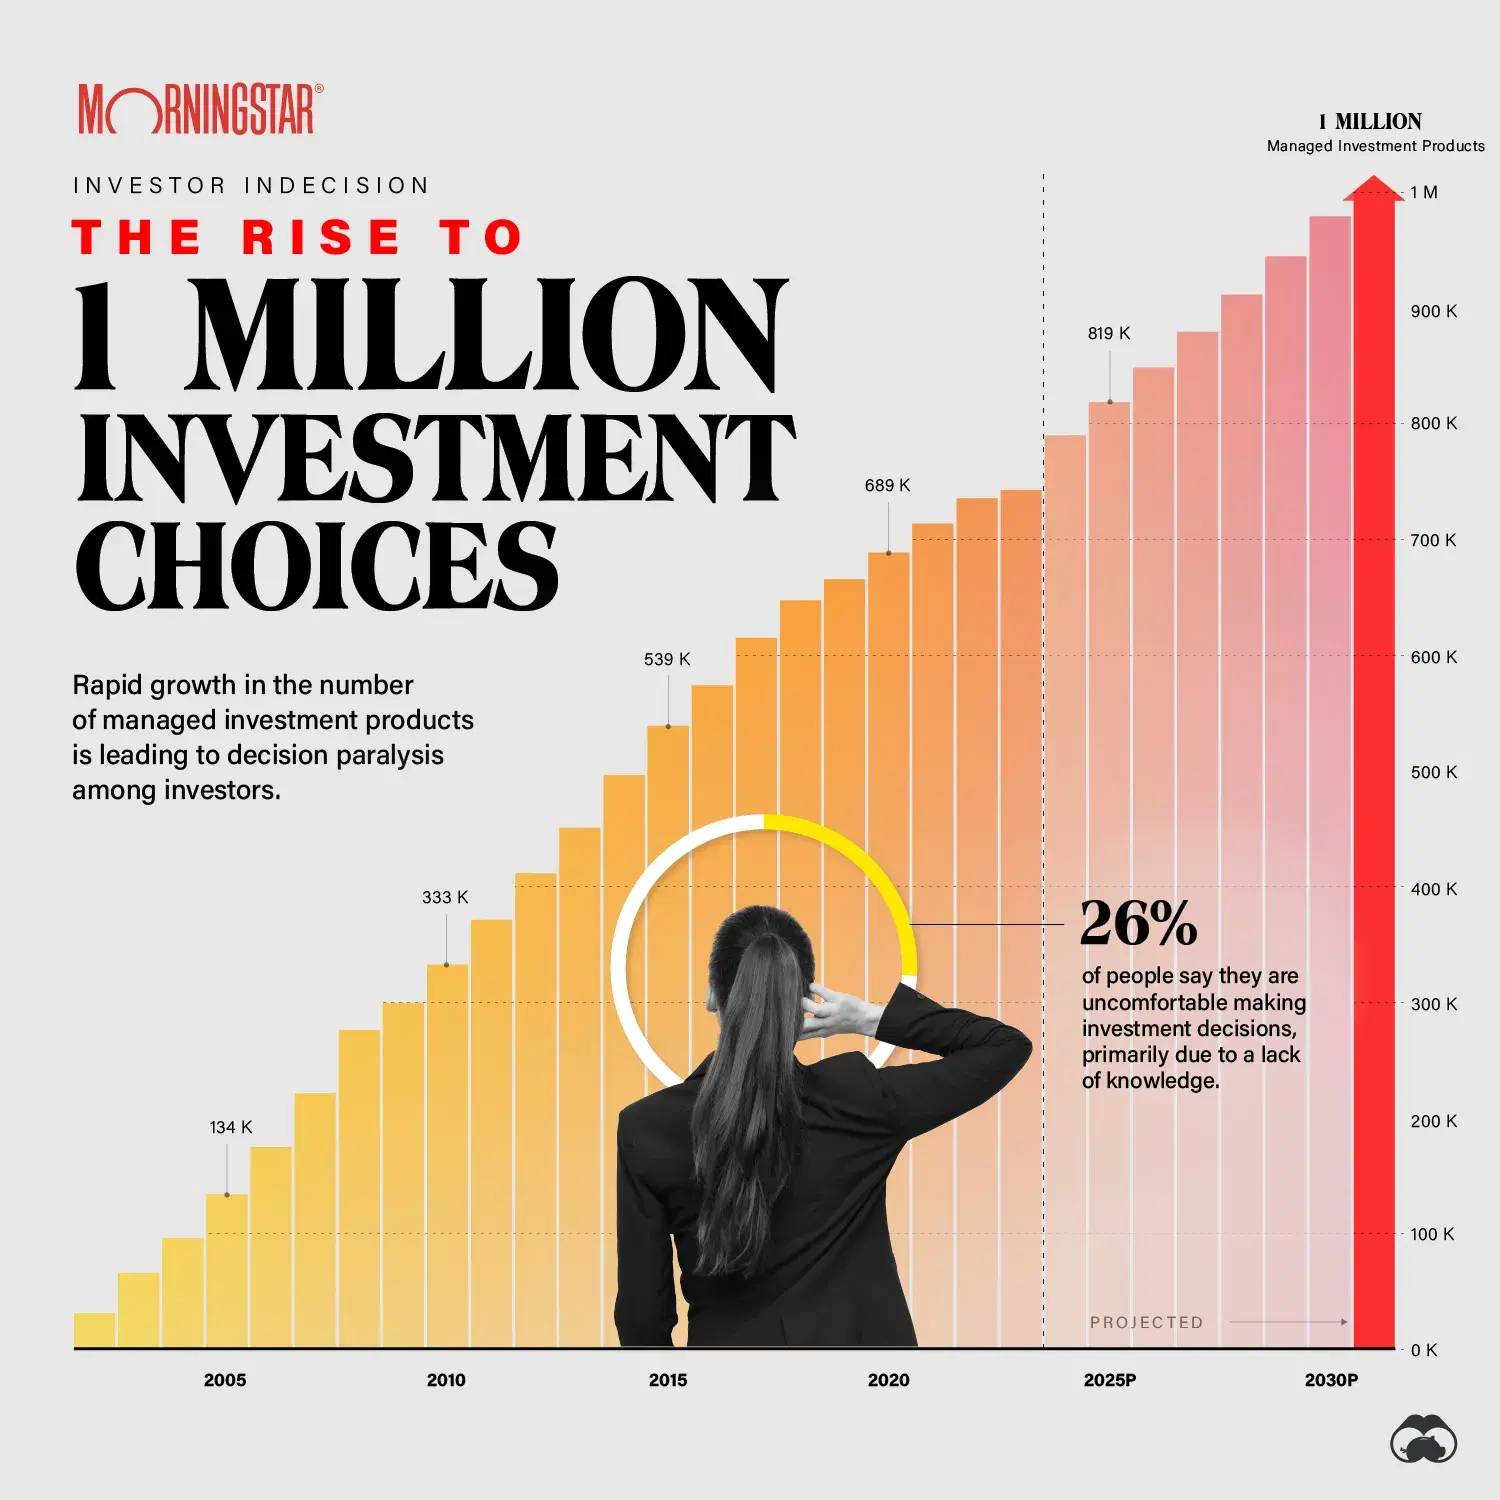 MORNINGSTAR®
INVESTOR INDECISION
THE RISE TO
1 MILLION
INVESTMENT
CHOICES
Rapid growth in the number
of managed investment products
is leading to decision paralysis
among investors.
1 MILLION
Managed Investment Products
1 M
900 K
800 K
700 K
600 K
500 K
400 K
300 K
200 K
100 K
0 K
134 K
333 K
539 K
689 K
819 K
26%
of people say they are
uncomfortable making
investment decisions,
primarily due to a lack
of knowledge.
PROJECTED
2005
2010
2015
2020
2025P
2030P